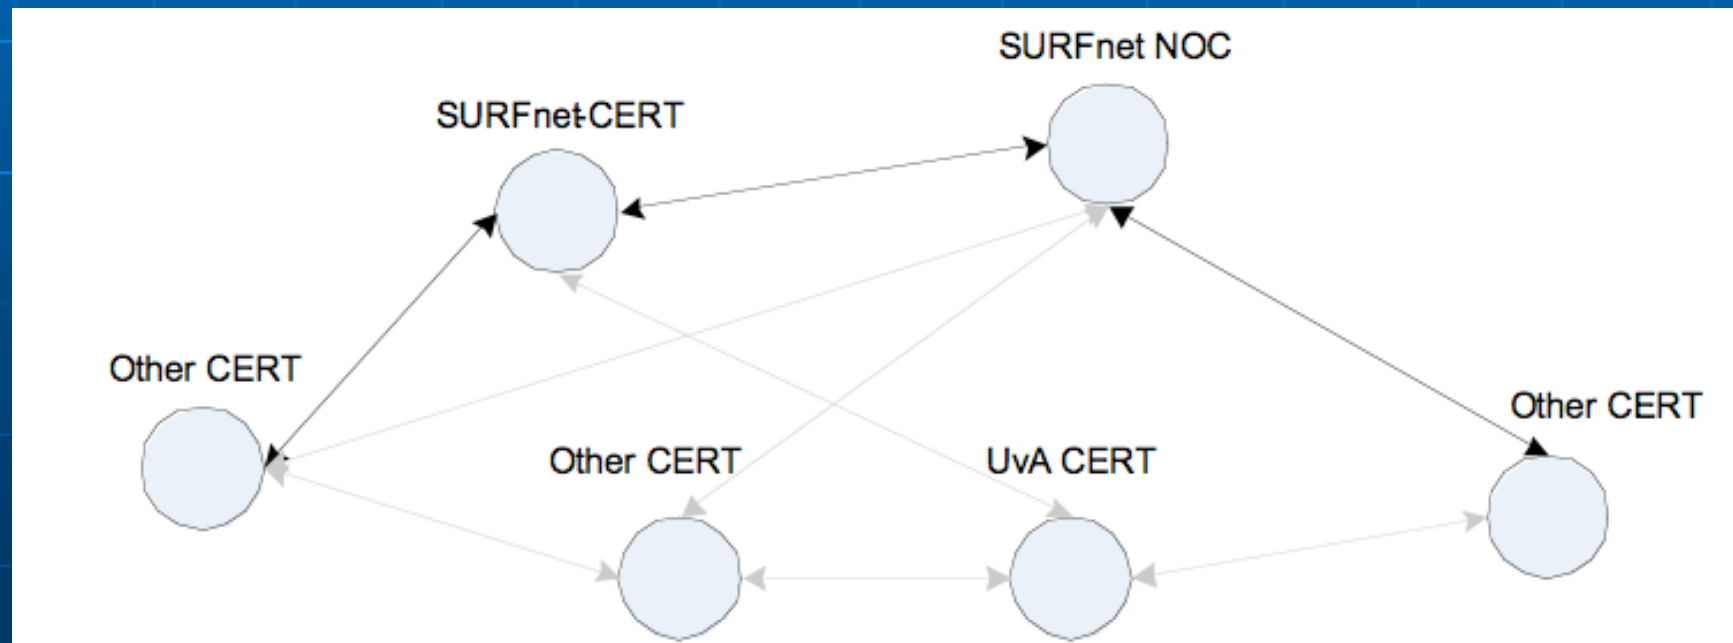 SURFnet NOC
SURFnet-CERT
Other CERT
Other CERT
Other CERT
UvA CERT